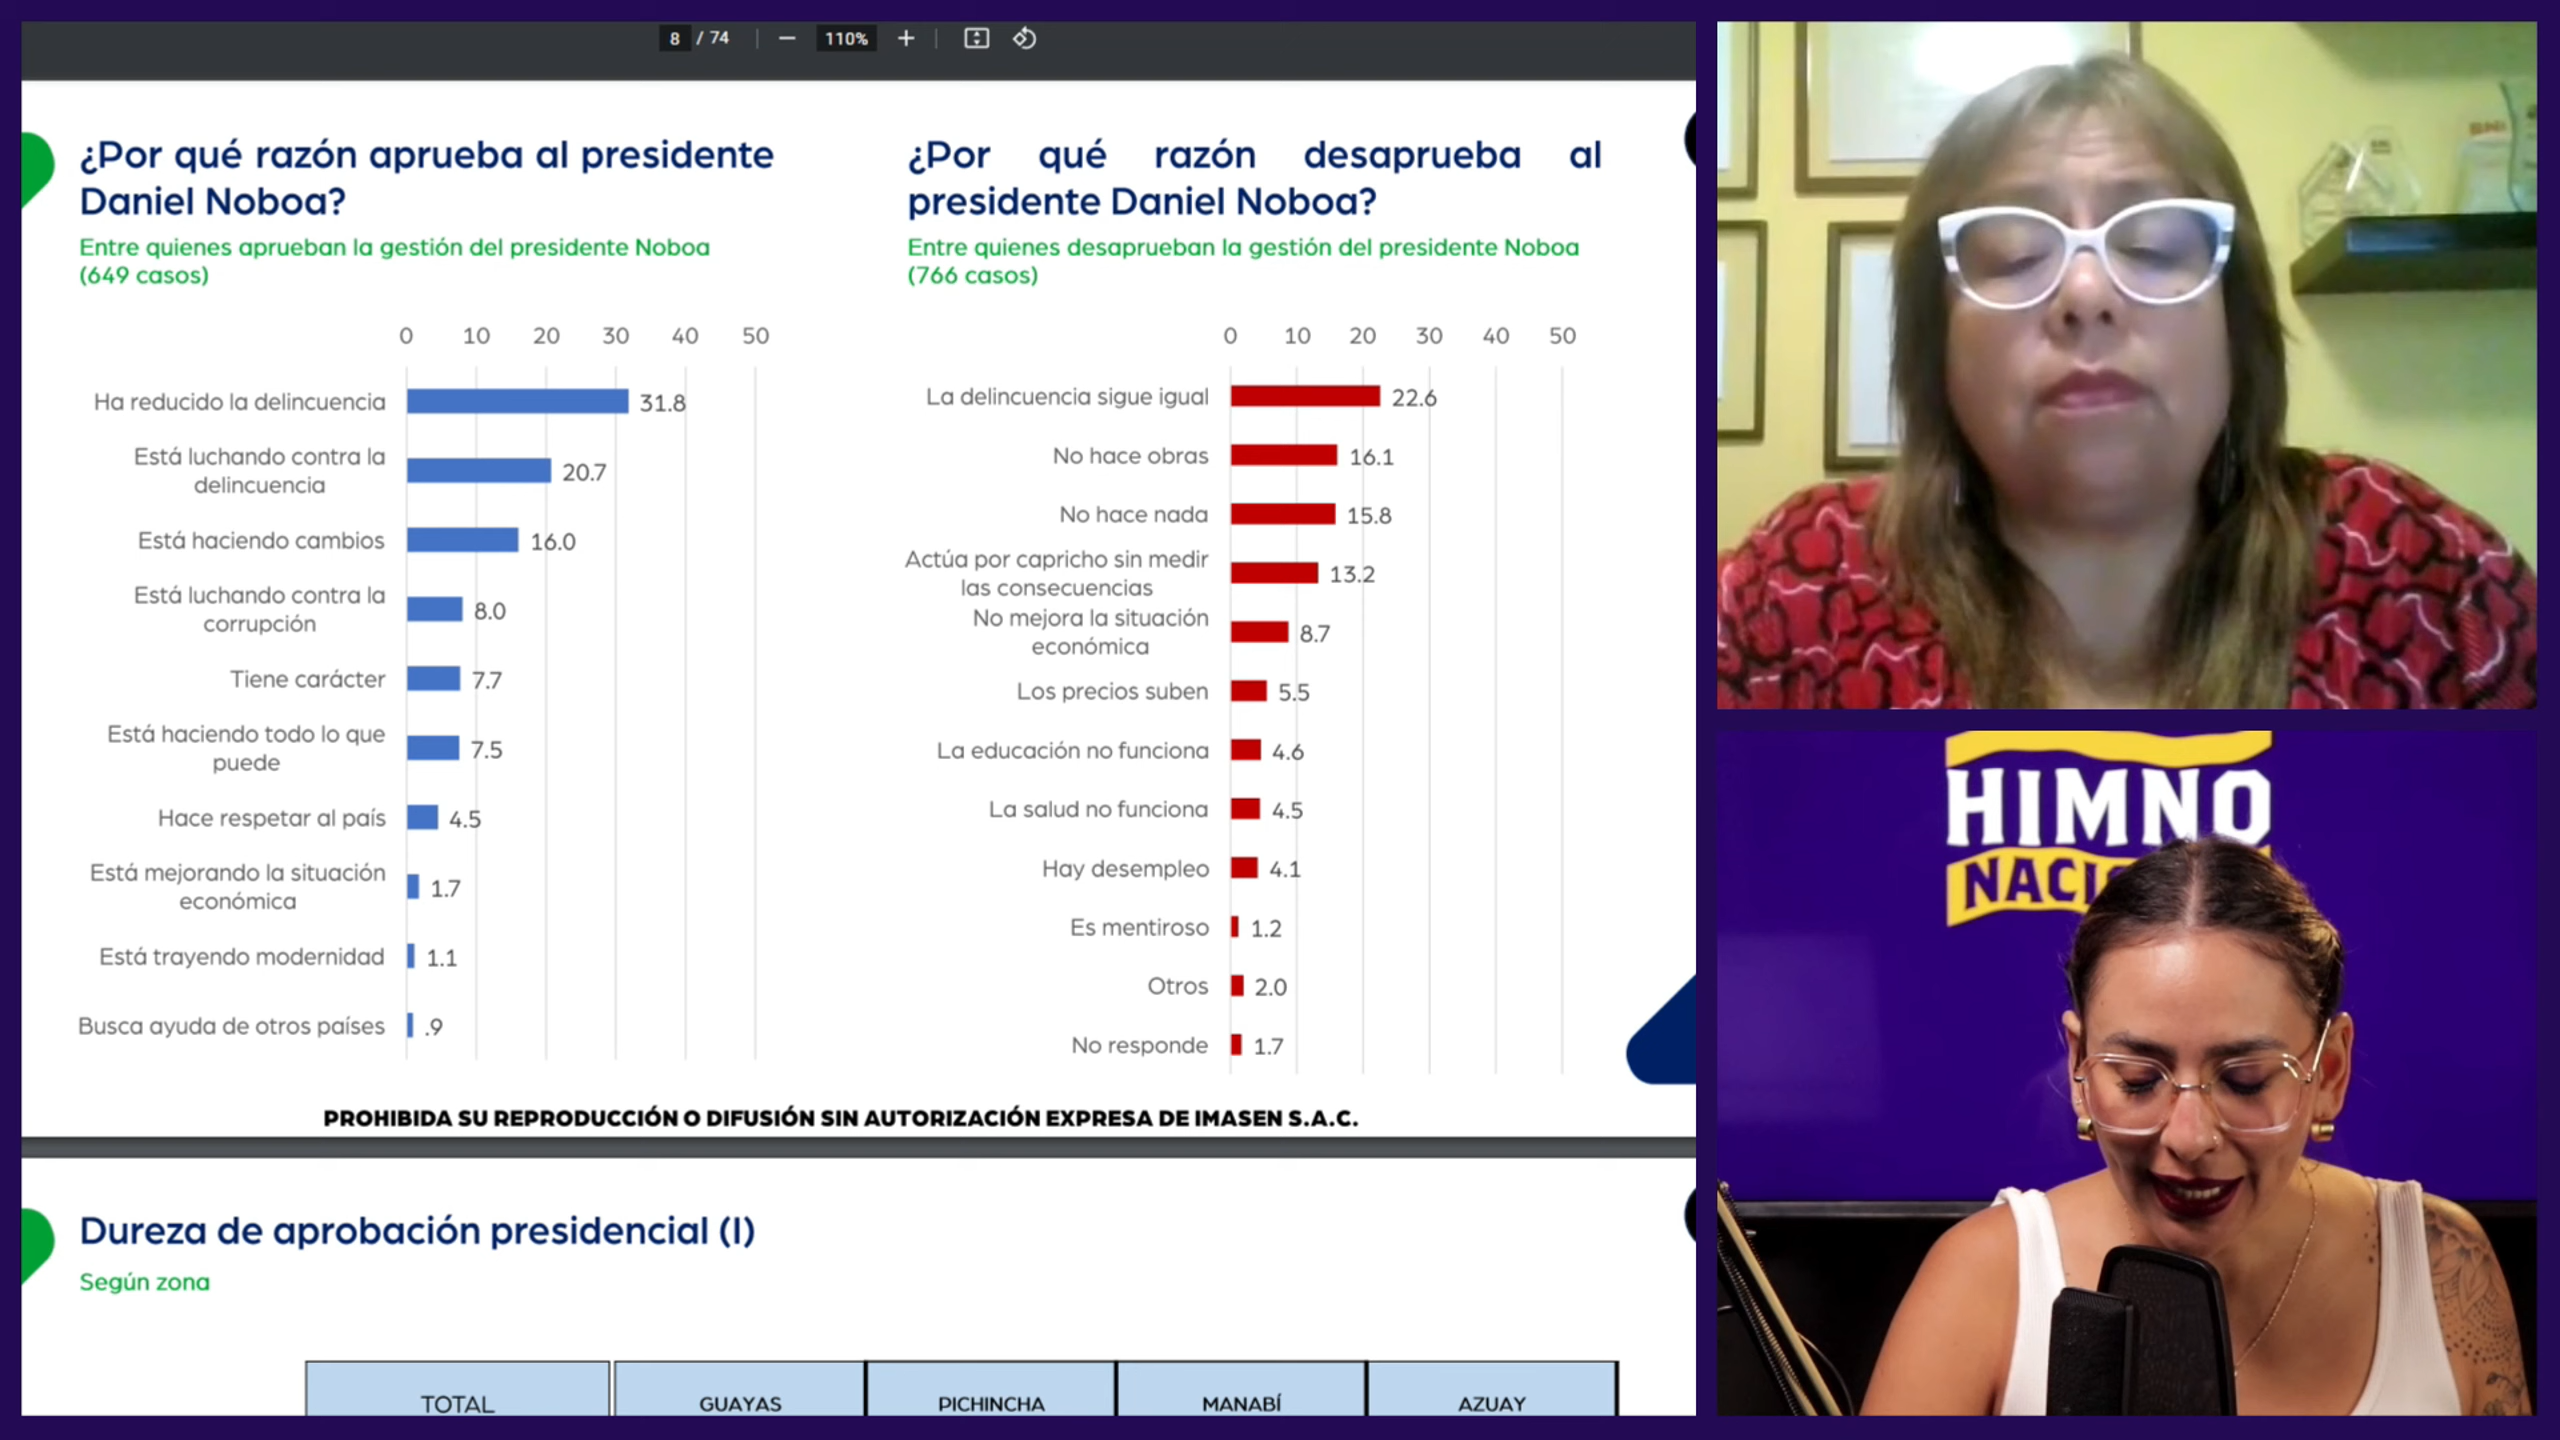 8 / 74 — 110% +
¿Por qué razón aprueba al presidente
Daniel Noboa?
Entre quienes aprueban la gestión del presidente Noboa
(649 casos)
0 10 20 30 40 50
Ha reducido la delincuencia 31.8
Está luchando contra la
delincuencia 20.7
Está haciendo cambios 16.0
Está luchando contra la
corrupción 8.0
Tiene carácter 7.7
Está haciendo todo lo que
puede 7.5
Hace respetar al país 4.5
Está mejorando la situación
económica 1.7
Está trayendo modernidad 1.1
Busca ayuda de otros países .9
¿Por qué razón desaprueba al
presidente Daniel Noboa?
Entre quienes desaprueban la gestión del presidente Noboa
(766 casos)
0 10 20 30 40 50
La delincuencia sigue igual 22.6
No hace obras 16.1
No hace nada 15.8
Actúa por capricho sin medir
las consecuencias 13.2
No mejora la situación
económica 8.7
Los precios suben 5.5
La educación no funciona 4.6
La salud no funciona 4.5
Hay desempleo 4.1
Es mentiroso 1.2
Otros 2.0
No responde 1.7
PROHIBIDA SU REPRODUCCIÓN O DIFUSIÓN SIN AUTORIZACIÓN EXPRESA DE IMASEN S.A.C.
Dureza de aprobación presidencial (I)
Según zona
TOTAL GUAYAS PICHINCHA MANABÍ AZUAY
HIMNO
NACI